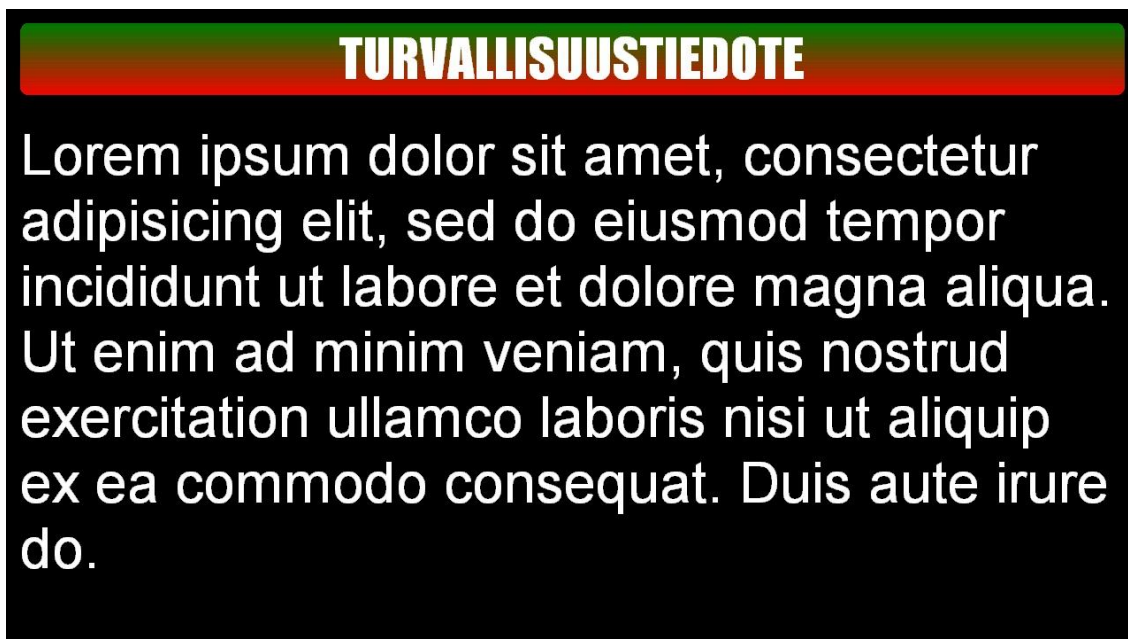 TURVALLISUUSTIEDOTE
Lorem ipsum dolor sit amet, consectetur
adipisicing elit, sed do eiusmod tempor
incididunt ut labore et dolore magna aliqua.
Ut enim ad minim veniam, quis nostrud
exercitation ullamco laboris nisi ut aliquip
ex ea commodo consequat. Duis aute irure
do.